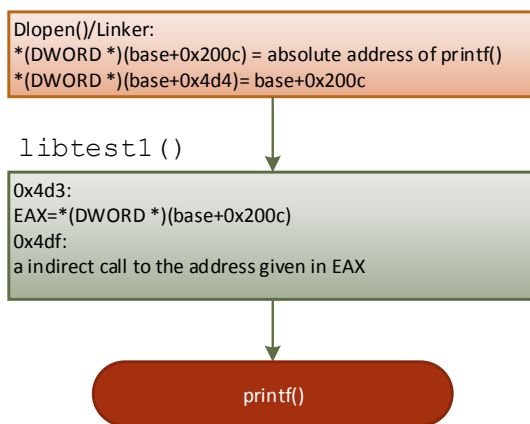 Dlopen()/Linker:
*(DWORD *)(base+0x200c) = absolute address of printf()
*(DWORD *)(base+0x4d4)= base+0x200c
libtest1()
0x4d3:
EAX=*(DWORD *)(base+0x200c)
0x4df:
a indirect call to the address given in EAX
printf()